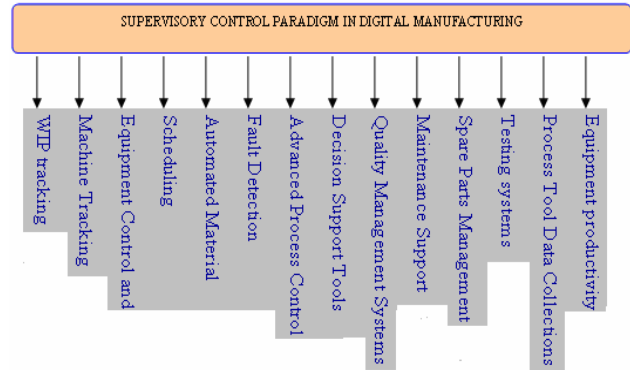 SUPERVISORY CONTROL PARADIGM IN DIGITAL MANUFACTURING
WIP tracking
Machine Tracking
Equipment Control and
Scheduling
Automated Material
Fault Detection
Advanced Process Control
Decision Support Tools
Quality Management Systems
Maintenance Support
Spare Parts Management
Testing systems
Process Tool Data Collections
Equipment productivity